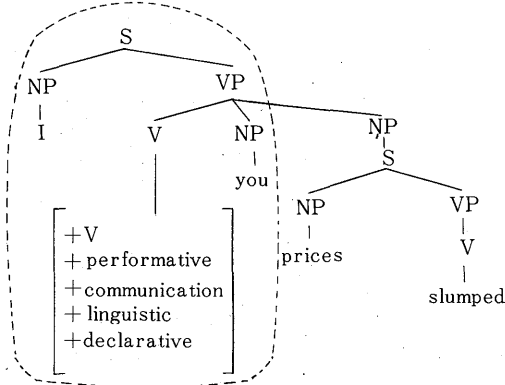 S
NP VP
I V NP NP
you S
NP VP
prices V
slumped
+V
+ performative
+communication
+ linguistic
+declarative